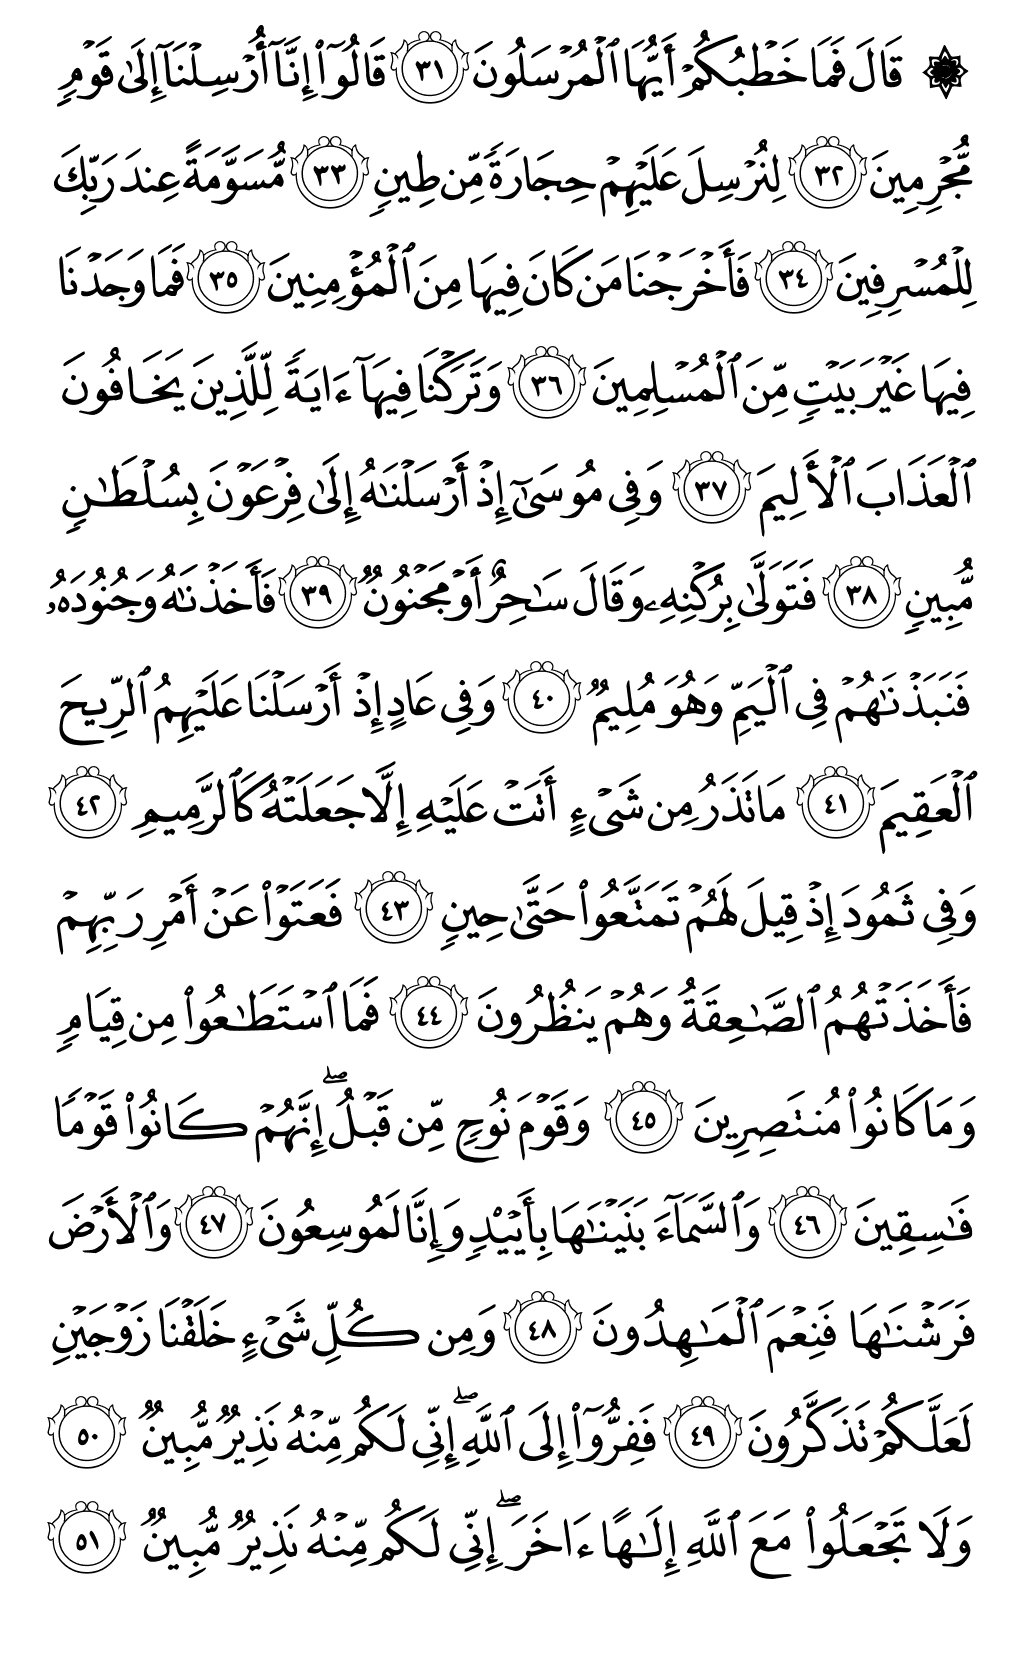 ۞ قَالَ فَمَا خَطۡبُكُمۡ أَيُّهَا ٱلۡمُرۡسَلُونَ ٣١ قَالُوٓاْ إِنَّآ أُرۡسِلۡنَآ إِلَىٰ قَوۡمٖ
مُّجۡرِمِينَ ٣٢ لِنُرۡسِلَ عَلَيۡهِمۡ حِجَارَةٗ مِّن طِينٖ ٣٣ مُّسَوَّمَةً عِندَ رَبِّكَ
لِلۡمُسۡرِفِينَ ٣٤ فَأَخۡرَجۡنَا مَن كَانَ فِيهَا مِنَ ٱلۡمُؤۡمِنِينَ ٣٥ فَمَا وَجَدۡنَا
فِيهَا غَيۡرَ بَيۡتٖ مِّنَ ٱلۡمُسۡلِمِينَ ٣٦ وَتَرَكۡنَا فِيهَآ ءَايَةٗ لِّلَّذِينَ يَخَافُونَ
ٱلۡعَذَابَ ٱلۡأَلِيمَ ٣٧ وَفِي مُوسَىٰٓ إِذۡ أَرۡسَلۡنَٰهُ إِلَىٰ فِرۡعَوۡنَ بِسُلۡطَٰنٖ
مُّبِينٖ ٣٨ فَتَوَلَّىٰ بِرُكۡنِهِۦ وَقَالَ سَٰحِرٌ أَوۡ مَجۡنُونٞ ٣٩ فَأَخَذۡنَٰهُ وَجُنُودَهُۥ
فَنَبَذۡنَٰهُمۡ فِي ٱلۡيَمِّ وَهُوَ مُلِيمٞ ٤٠ وَفِي عَادٍ إِذۡ أَرۡسَلۡنَا عَلَيۡهِمُ ٱلرِّيحَ
ٱلۡعَقِيمَ ٤١ مَا تَذَرُ مِن شَيۡءٍ أَتَتۡ عَلَيۡهِ إِلَّا جَعَلَتۡهُ كَٱلرَّمِيمِ ٤٢
وَفِي ثَمُودَ إِذۡ قِيلَ لَهُمۡ تَمَتَّعُواْ حَتَّىٰ حِينٖ ٤٣ فَعَتَوۡاْ عَنۡ أَمۡرِ رَبِّهِمۡ
فَأَخَذَتۡهُمُ ٱلصَّٰعِقَةُ وَهُمۡ يَنظُرُونَ ٤٤ فَمَا ٱسۡتَطَٰعُواْ مِن قِيَامٖ
وَمَا كَانُواْ مُنتَصِرِينَ ٤٥ وَقَوۡمَ نُوحٖ مِّن قَبۡلُۖ إِنَّهُمۡ كَانُواْ قَوۡمٗا
فَٰسِقِينَ ٤٦ وَٱلسَّمَآءَ بَنَيۡنَٰهَا بِأَيۡيْدٖ وَإِنَّا لَمُوسِعُونَ ٤٧ وَٱلۡأَرۡضَ
فَرَشۡنَٰهَا فَنِعۡمَ ٱلۡمَٰهِدُونَ ٤٨ وَمِن كُلِّ شَيۡءٍ خَلَقۡنَا زَوۡجَيۡنِ
لَعَلَّكُمۡ تَذَكَّرُونَ ٤٩ فَفِرُّوٓاْ إِلَى ٱللَّهِۖ إِنِّي لَكُم مِّنۡهُ نَذِيرٞ مُّبِينٞ ٥٠
وَلَا تَجۡعَلُواْ مَعَ ٱللَّهِ إِلَٰهًا ءَاخَرَۖ إِنِّي لَكُم مِّنۡهُ نَذِيرٞ مُّبِينٞ ٥١